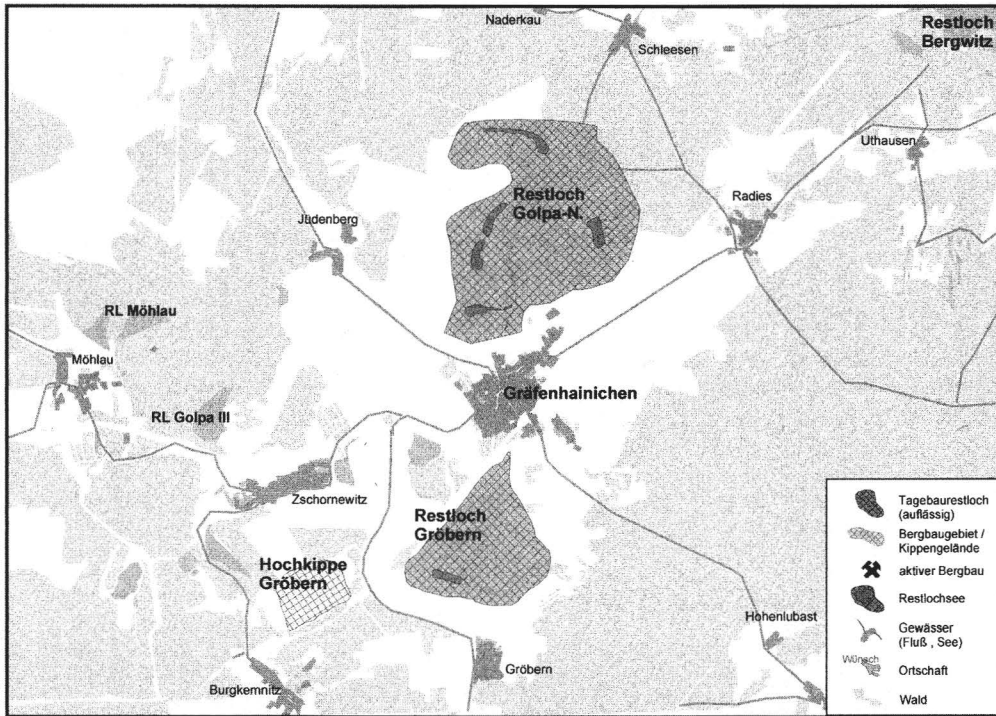 Naderkau
Schleesen
Restloch
Bergwitz
Uthausen
Restloch
Golpa-N.
Radies
Jüdenberg
RL Möhlau
Möhlau
Gräfenhainichen
RL Golpa III
Zschornewitz
Restloch
Gröbern
Hochkippe
Gröbern
Hohenlubast
Gröbern
Burgkemnitz
Tagebaurestloch
(auflässig)
Bergbaugebiet /
Kippengelände
aktiver Bergbau
Restlochsee
Gewässer
(Fluß , See)
Wünsch
Ortschaft
Wald